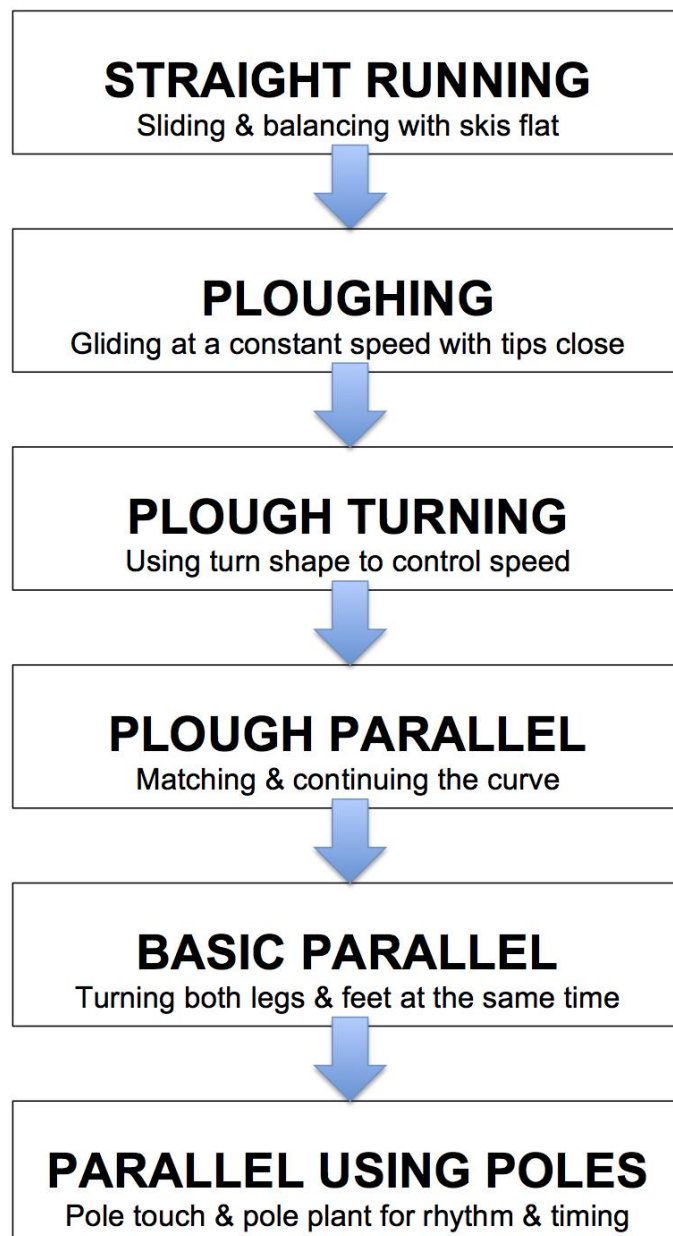 STRAIGHT RUNNING
Sliding & balancing with skis flat
PLOUGHING
Gliding at a constant speed with tips close
PLOUGH TURNING
Using turn shape to control speed
PLOUGH PARALLEL
Matching & continuing the curve
BASIC PARALLEL
Turning both legs & feet at the same time
PARALLEL USING POLES
Pole touch & pole plant for rhythm & timing